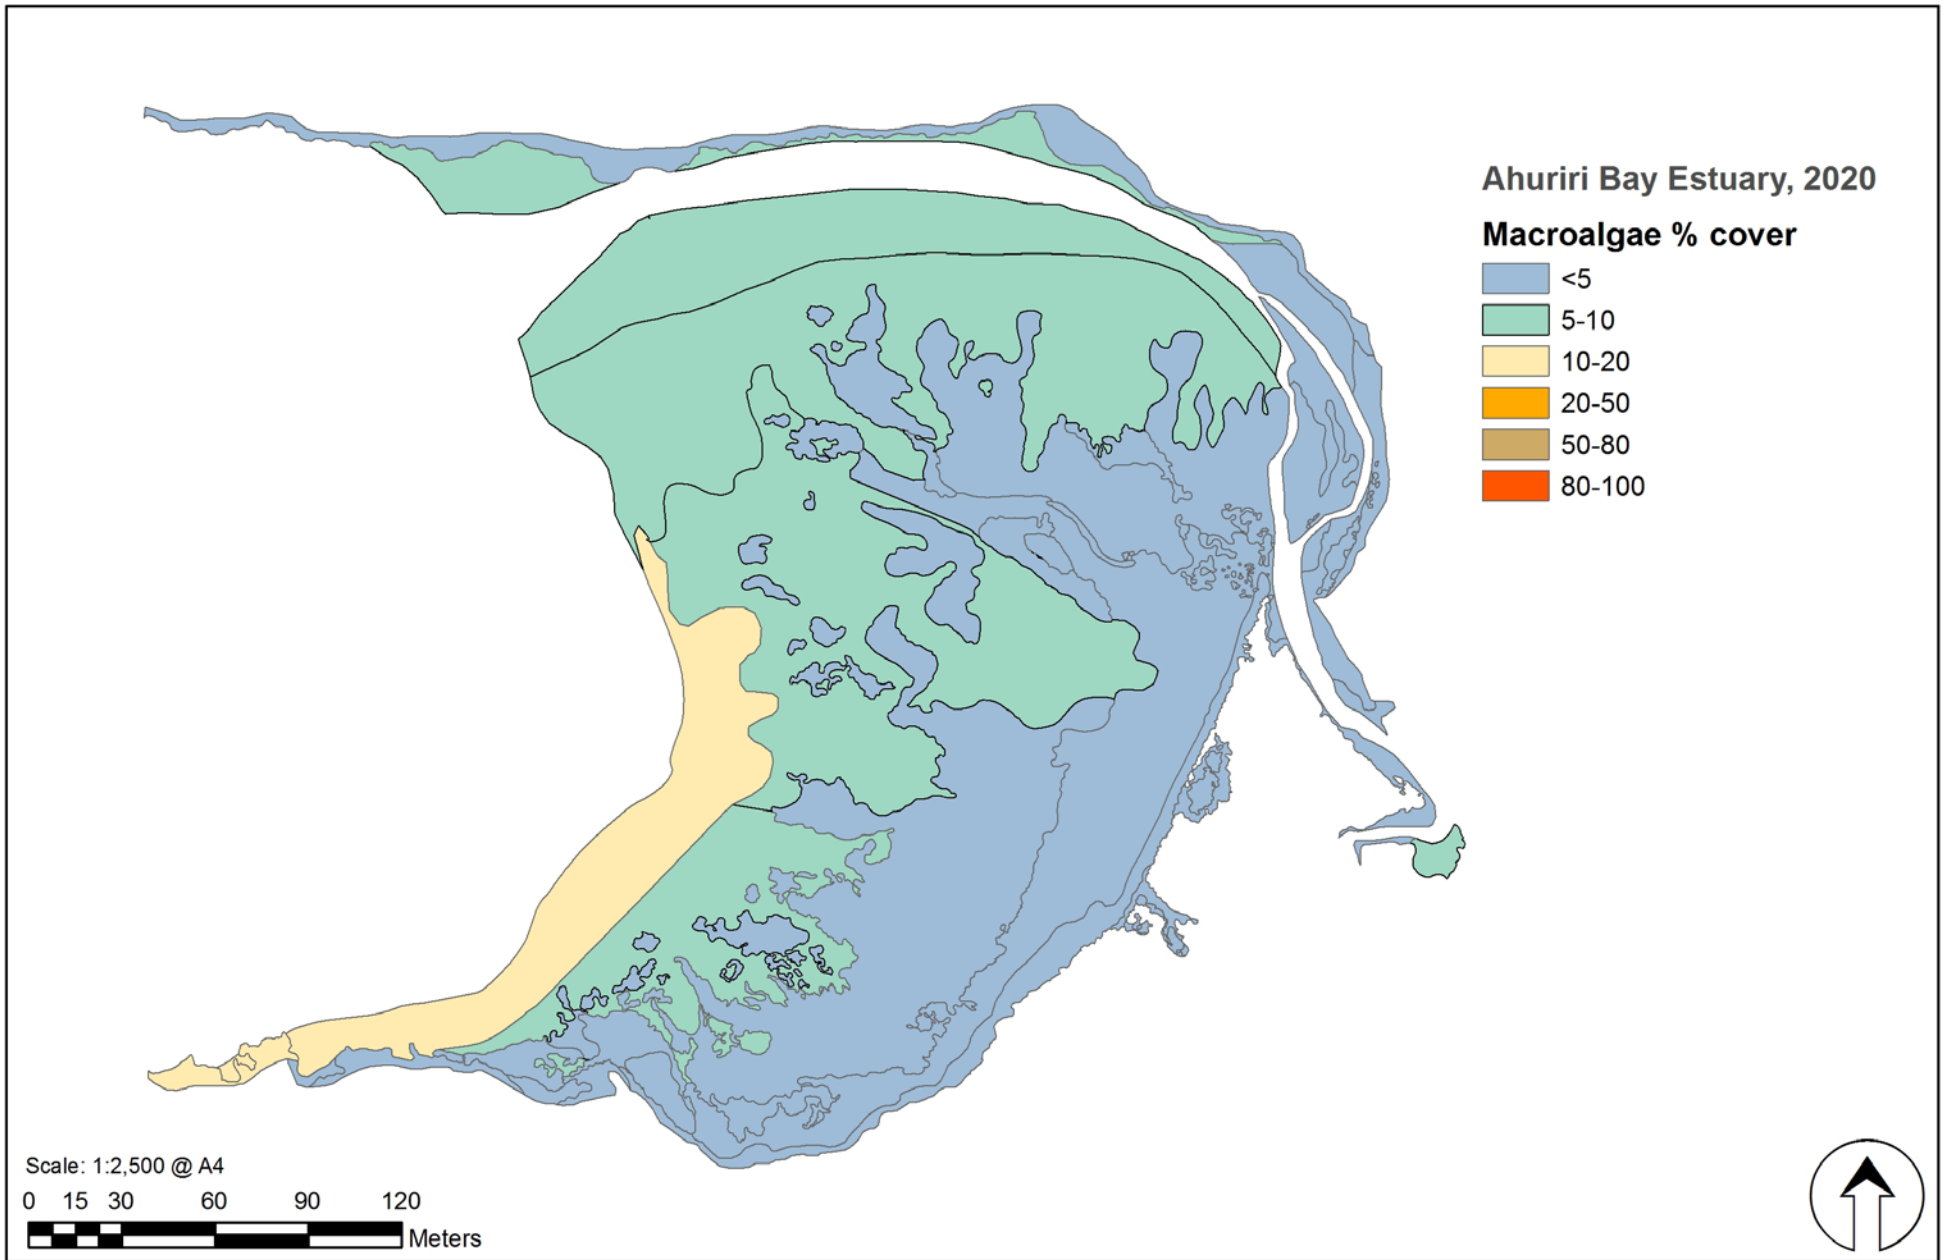 Ahuriri Bay Estuary, 2020
Macroalgae % cover
<5
5-10
10-20
20-50
50-80
80-100
Scale: 1:2,500 @ A4
0 15 30 60 90 120
Meters